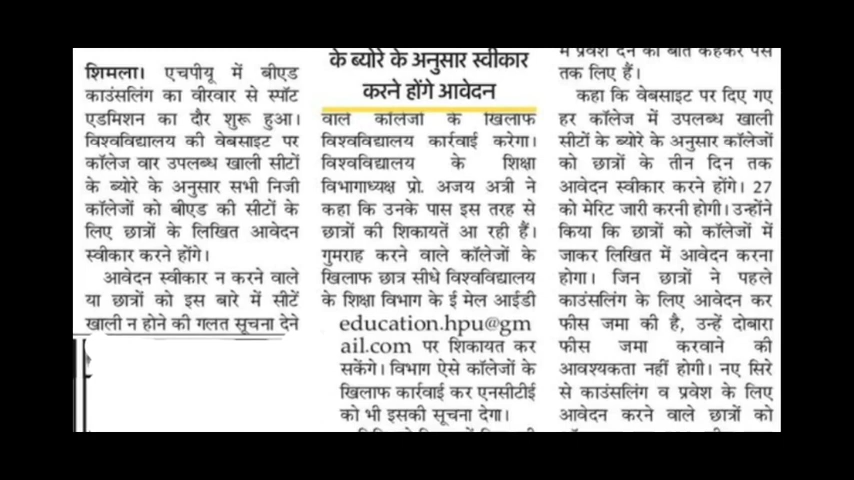 शिमला। एचपीयू में बीएड
काउंसलिंग का वीरवार से स्पॉट
एडमिशन का दौर शुरू हुआ।
विश्वविद्यालय की वेबसाइट पर
कॉलेज वार उपलब्ध खाली सीटों
के ब्योरे के अनुसार सभी निजी
कॉलेजों को बीएड की सीटों के
लिए छात्रों के लिखित आवेदन
स्वीकार करने होंगे।
आवेदन स्वीकार न करने वाले
या छात्रों को इस बारे में सीटें
खाली न होने की गलत सूचना देने
के ब्योरे के अनुसार स्वीकार
करने होंगे आवेदन
वाले कॉलेजों के खिलाफ
विश्वविद्यालय कार्रवाई करेगा।
विश्वविद्यालय के शिक्षा
विभागाध्यक्ष प्रो. अजय अत्री ने
कहा कि उनके पास इस तरह से
छात्रों की शिकायतें आ रही हैं।
गुमराह करने वाले कॉलेजों के
खिलाफ छात्र सीधे विश्वविद्यालय
के शिक्षा विभाग के ई मेल आईडी
education.hpu@gm
ail.com पर शिकायत कर
सकेंगे। विभाग ऐसे कॉलेजों के
खिलाफ कार्रवाई कर एनसीटीई
को भी इसकी सूचना देगा।
में प्रवेश देने की बात कहकर पैसे
तक लिए हैं।
कहा कि वेबसाइट पर दिए गए
हर कॉलेज में उपलब्ध खाली
सीटों के ब्योरे के अनुसार कॉलेजों
को छात्रों के तीन दिन तक
आवेदन स्वीकार करने होंगे। 27
को मेरिट जारी करनी होगी। उन्होंने
किया कि छात्रों को कॉलेजों में
जाकर लिखित में आवेदन करना
होगा। जिन छात्रों ने पहले
काउंसलिंग के लिए आवेदन कर
फीस जमा की है, उन्हें दोबारा
फीस जमा करवाने की
आवश्यकता नहीं होगी। नए सिरे
से काउंसलिंग व प्रवेश के लिए
आवेदन करने वाले छात्रों को